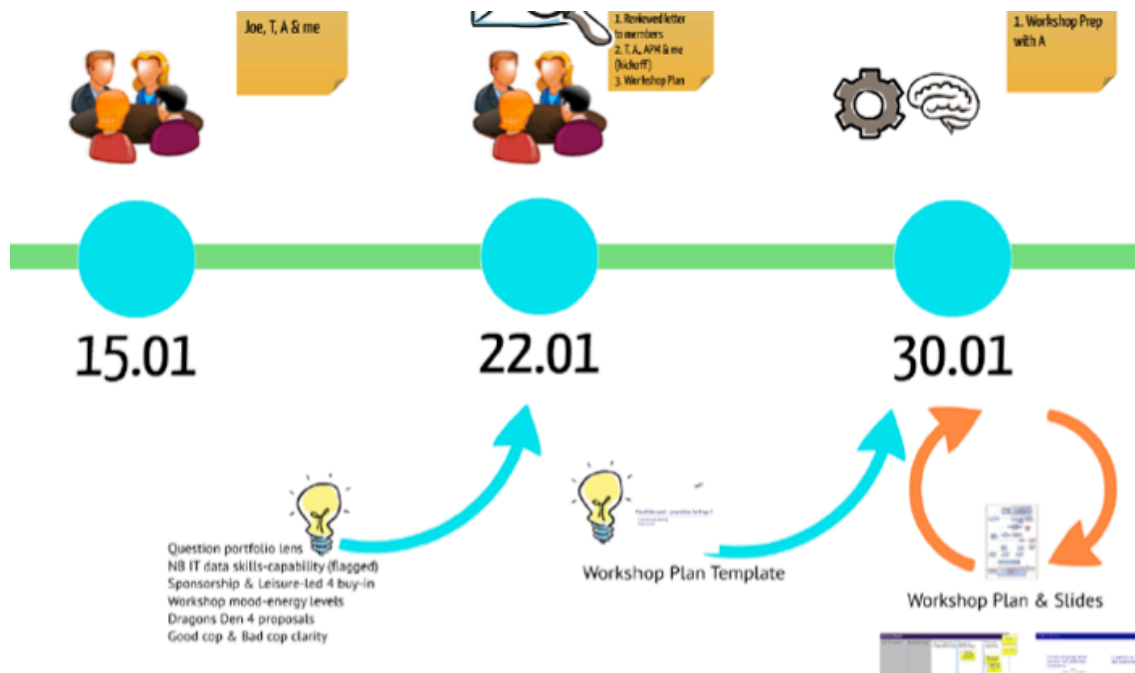 Joe, T, A & me
1. Reviewed letter
to members
2. T, A, APM & me
(kickoff)
3. Workshop Plan
1. Workshop Prep
with A
15.01
22.01
30.01
Question portfolio lens
NB IT data skills-capability (flagged)
Sponsorship & Leisure-led 4 buy-in
Workshop mood-energy levels
Dragons Den 4 proposals
Good cop & Bad cop clarity
Workshop Plan Template
Workshop Plan & Slides